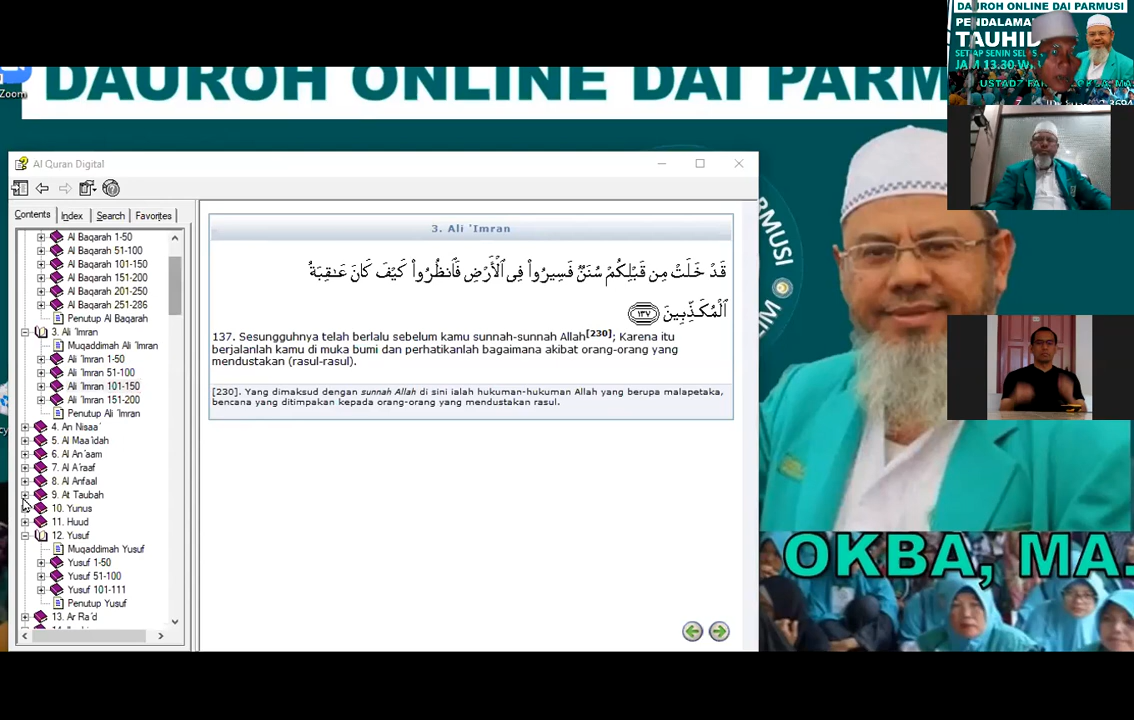 DAUROH ONLINE DAI PARM
Zoom
DAUROH ONLINE DAI PARMUSI
TAUHID
JAM 13.30 W
PARMUSI
Al Quran Digital
Contents
Index
Search
Favorites
Al Baqarah 1-50
Al Baqarah 51-100
Al Baqarah 101-150
Al Baqarah 151-200
Al Baqarah 201-250
Al Baqarah 251-286
Penutup Al Baqarah
3. Ali 'Imran
Muqaddimah Ali 'Imran
Ali 'Imran 1-50
Ali 'Imran 51-100
Ali 'Imran 101-150
Ali 'Imran 151-200
Penutup Ali 'Imran
4. An Nisaa'
5. Al Maa'idah
6. Al An'aam
7. Al A'raaf
8. Al Anfaal
9. At Taubah
10. Yunus
11. Huud
12. Yusuf
Muqaddimah Yusuf
Yusuf 1-50
Yusuf 51-100
Yusuf 101-111
Penutup Yusuf
13. Ar Ra'd
3. Ali 'Imran
قَدْ خَلَتْ مِن قَبْلِكُمْ سُنَنٌ فَسِيرُوا۟ فِى ٱلْأَرْضِ فَٱنظُرُوا۟ كَيْفَ كَانَ عَـٰقِبَةُ
ٱلْمُكَذِّبِينَ ١٣٧
137. Sesungguhnya telah berlalu sebelum kamu sunnah-sunnah Allah[230]; Karena itu
berjalanlah kamu di muka bumi dan perhatikanlah bagaimana akibat orang-orang yang
mendustakan (rasul-rasul).
[230]. Yang dimaksud dengan sunnah Allah di sini ialah hukuman-hukuman Allah yang berupa malapetaka,
bencana yang ditimpakan kepada orang-orang yang mendustakan rasul.
OKBA, MA.